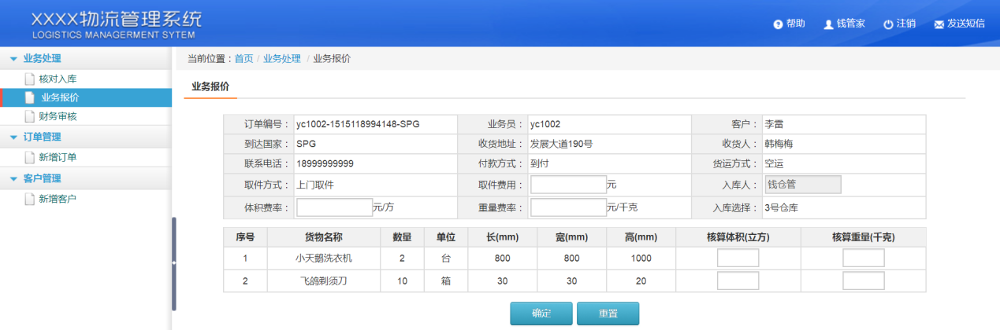 XXXX物流管理系统
LOGISTICS MANAGERMENT SYTEM
帮助 钱管家 注销 发送短信
当前位置：首页 / 业务处理 / 业务报价
业务处理
核对入库
业务报价
财务审核
订单管理
新增订单
客户管理
新增客户
业务报价
订单编号： yc1002-1515118994148-SPG 业务员： yc1002 客户： 李雷
到达国家： SPG 收货地址： 发展大道190号 收货人： 韩梅梅
联系电话： 18999999999 付款方式： 到付 货运方式： 空运
取件方式： 上门取件 取件费用： 元 入库人： 钱仓管
体积费率： 元/方 重量费率： 元/千克 入库选择： 3号仓库
序号 货物名称 数量 单位 长(mm) 宽(mm) 高(mm) 核算体积(立方) 核算重量(千克)
1 小天鹅洗衣机 2 台 800 800 1000
2 飞鸽剃须刀 10 箱 30 30 20
确定 重置